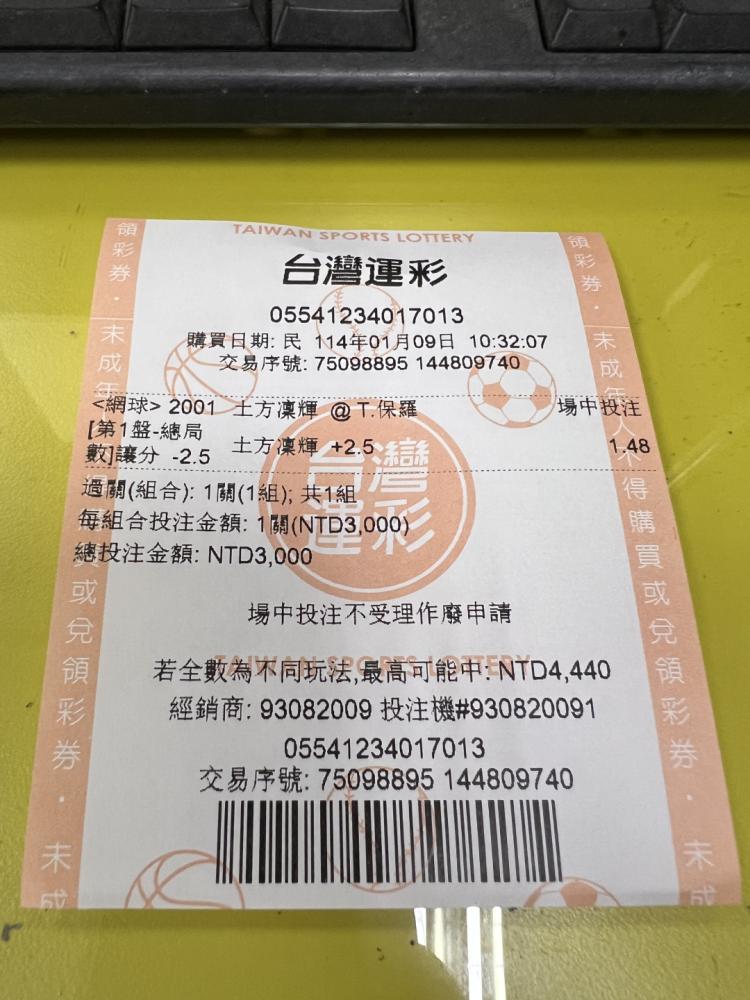 TAIWAN SPORTS LOTTERY
台灣運彩
05541234017013
購買日期: 民 114年01月09日 10:32:07
交易序號: 75098895 144809740
<網球> 2001 土方凜輝 @ T.保羅 場中投注
[第1盤-總局
數]讓分 -2.5 土方凜輝 +2.5 1.48
過關(組合): 1關(1組); 共1組
每組合投注金額: 1關(NTD3,000)
總投注金額: NTD3,000
台灣
運彩
場中投注不受理作廢申請
TAIWAN SPORTS LOTTERY
若全數為不同玩法,最高可能中: NTD4,440
經銷商: 93082009 投注機#930820091
05541234017013
交易序號: 75098895 144809740
領彩券．未成年人不得購買或兌領彩券．未成
領彩券．未成年人不得購買或兌領彩券．未成